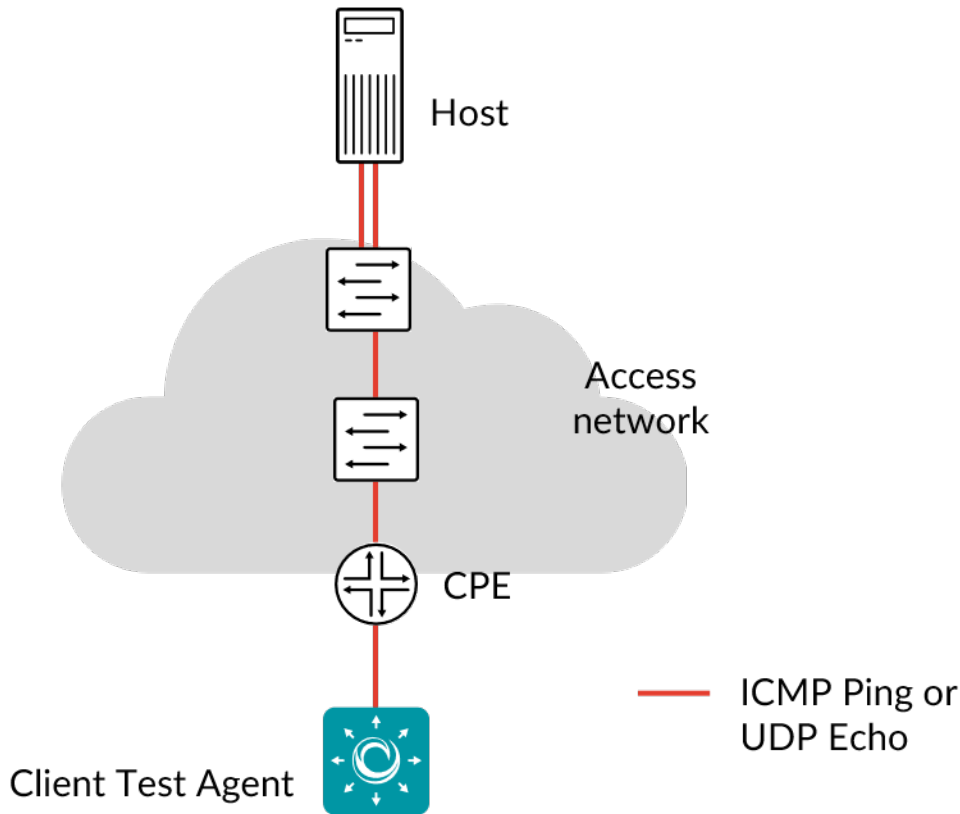 Host
Access
network
CPE
ICMP Ping or
UDP Echo
Client Test Agent